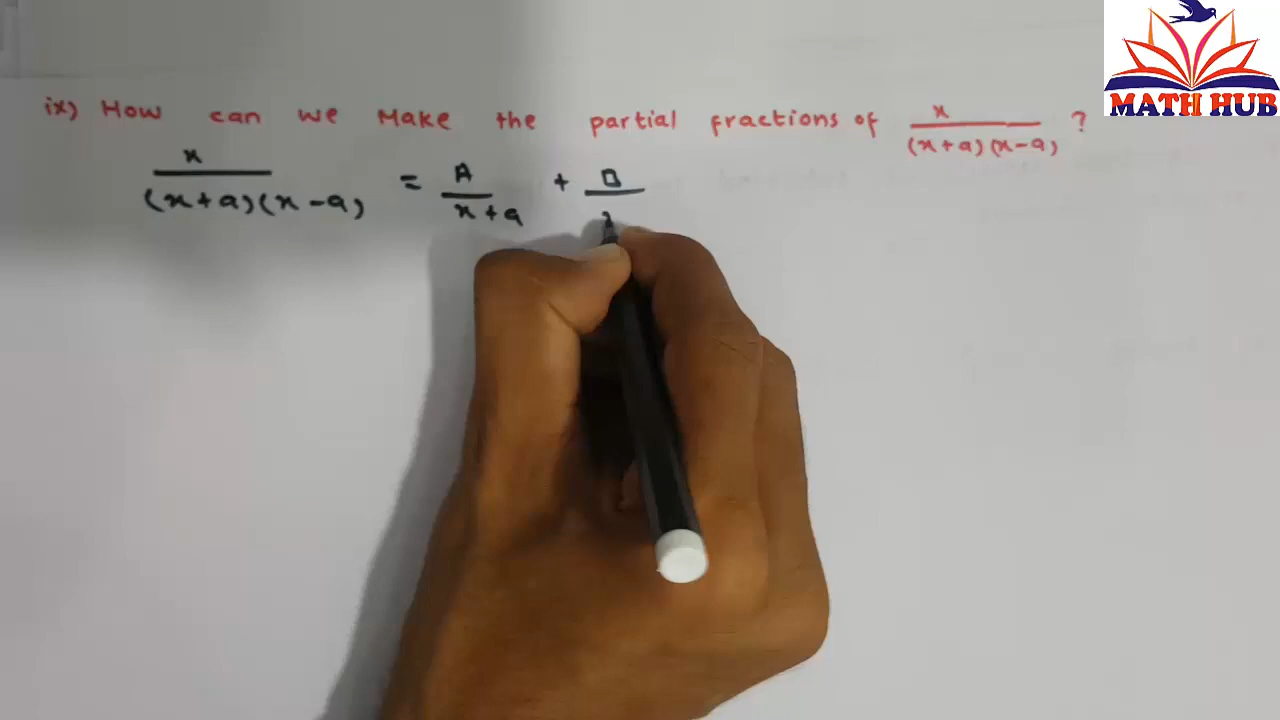 MATH HUB
ix) How can we Make the partial fractions of x / (x+a)(x-a) ?
x / (x+a)(x-a) = A / x+a + B /